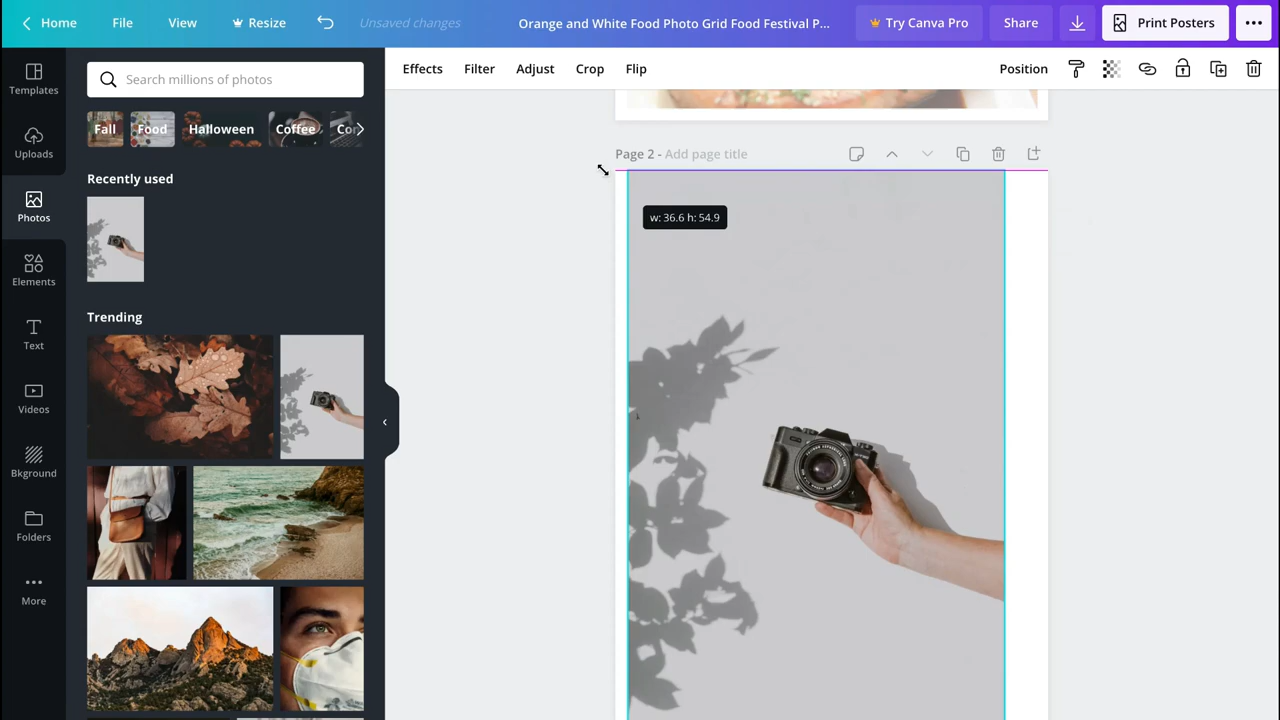 Home
File
View
Resize
Unsaved changes
Orange and White Food Photo Grid Food Festival P...
Try Canva Pro
Share
Print Posters
Templates
Uploads
Photos
Elements
Text
Videos
Bkground
Folders
More
Search millions of photos
Fall
Food
Halloween
Coffee
Cor
Recently used
Trending
Effects
Filter
Adjust
Crop
Flip
Position
Page 2 - Add page title
w: 36.6 h: 54.9